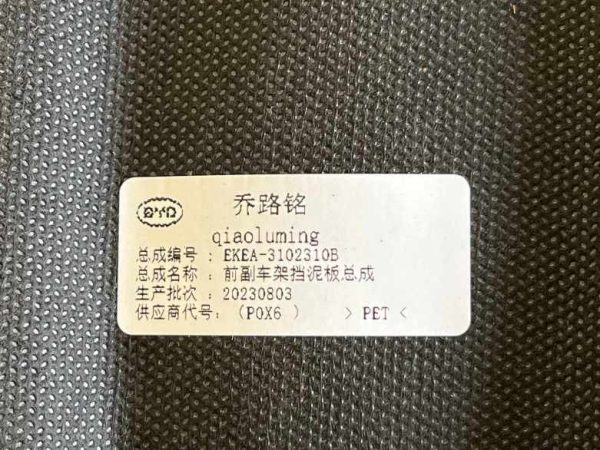 BYD
乔路铭
qiaoluming
总成编号：EKEA-3102310B
总成名称：前副车架挡泥板总成
生产批次：20230803
供应商代号：（P0X6 ） ＞PET＜